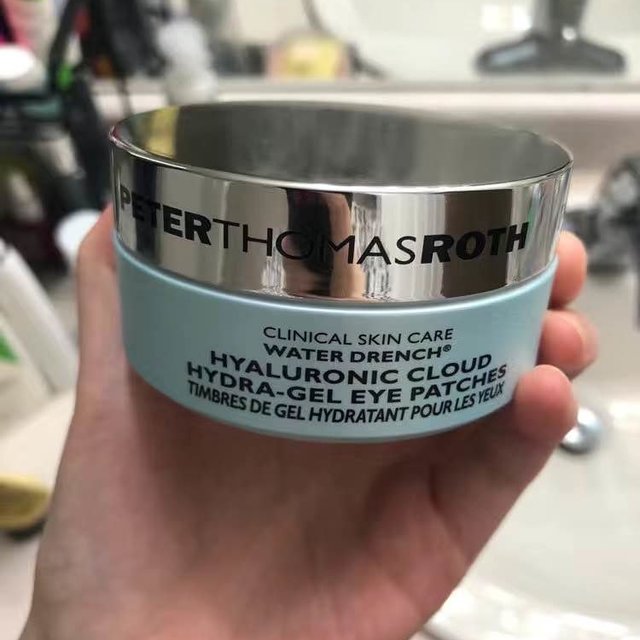 PETERTHOMASROTH
CLINICAL SKIN CARE
WATER DRENCH®
HYALURONIC CLOUD
HYDRA-GEL EYE PATCHES
TIMBRES DE GEL HYDRATANT POUR LES YEUX